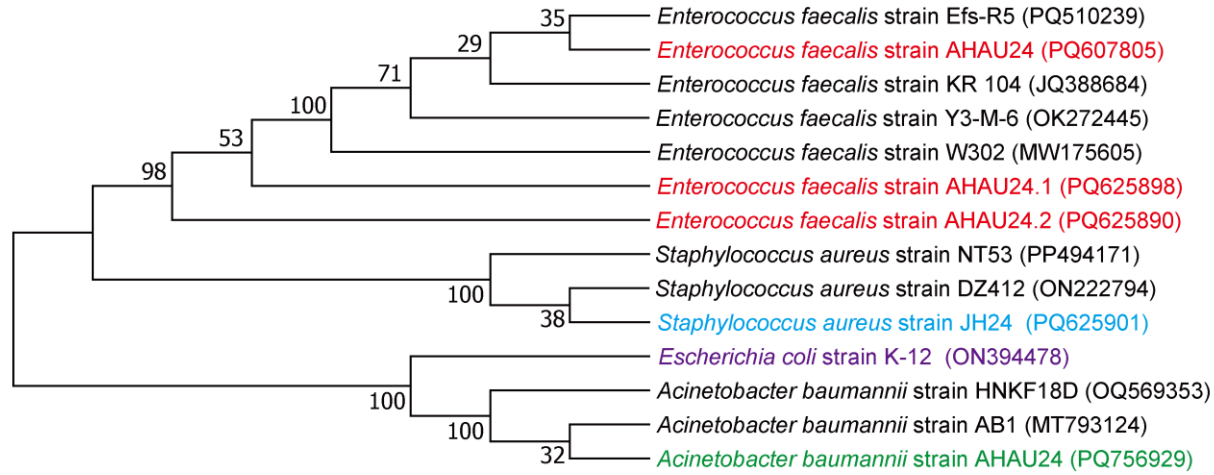 35
Enterococcus faecalis strain Efs-R5 (PQ510239)
29
Enterococcus faecalis strain AHAU24 (PQ607805)
71
Enterococcus faecalis strain KR 104 (JQ388684)
100
Enterococcus faecalis strain Y3-M-6 (OK272445)
53
Enterococcus faecalis strain W302 (MW175605)
98
Enterococcus faecalis strain AHAU24.1 (PQ625898)
Enterococcus faecalis strain AHAU24.2 (PQ625890)
Staphylococcus aureus strain NT53 (PP494171)
100
Staphylococcus aureus strain DZ412 (ON222794)
38
Staphylococcus aureus strain JH24 (PQ625901)
Escherichia coli strain K-12 (ON394478)
100
Acinetobacter baumannii strain HNKF18D (OQ569353)
100
Acinetobacter baumannii strain AB1 (MT793124)
32
Acinetobacter baumannii strain AHAU24 (PQ756929)